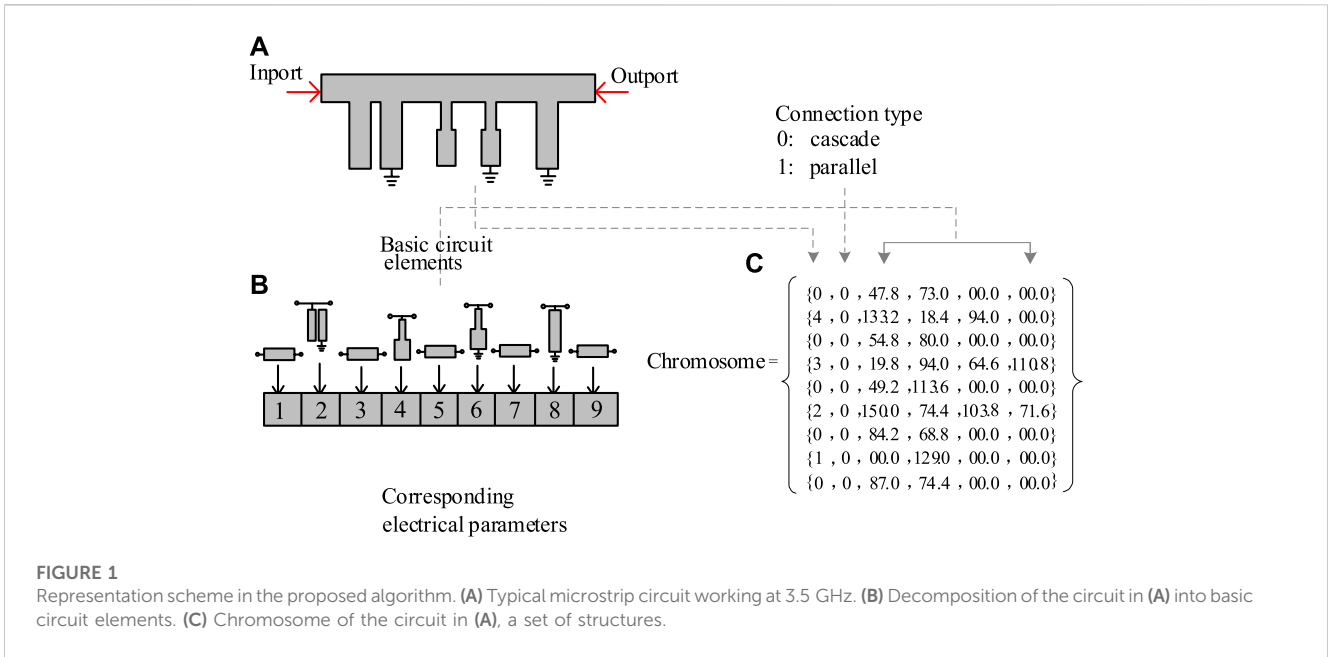 A
Inport
Outport
Connection type
0: cascade
1: parallel
Basic circuit
elements
B
1 2 3 4 5 6 7 8 9
Corresponding
electrical parameters
C
Chromosome =
{0 , 0 , 47.8 , 73.0 , 00.0 , 00.0}
{4 , 0 ,133.2 , 18.4 , 94.0 , 00.0}
{0 , 0 , 54.8 , 80.0 , 00.0 , 00.0}
{3 , 0 , 19.8 , 94.0 , 64.6 ,110.8}
{0 , 0 , 49.2 ,113.6 , 00.0 , 00.0}
{2 , 0 ,150.0 , 74.4 ,103.8 , 71.6}
{0 , 0 , 84.2 , 68.8 , 00.0 , 00.0}
{1 , 0 , 00.0 ,129.0 , 00.0 , 00.0}
{0 , 0 , 87.0 , 74.4 , 00.0 , 00.0}
FIGURE 1
Representation scheme in the proposed algorithm. (A) Typical microstrip circuit working at 3.5 GHz. (B) Decomposition of the circuit in (A) into basic
circuit elements. (C) Chromosome of the circuit in (A), a set of structures.